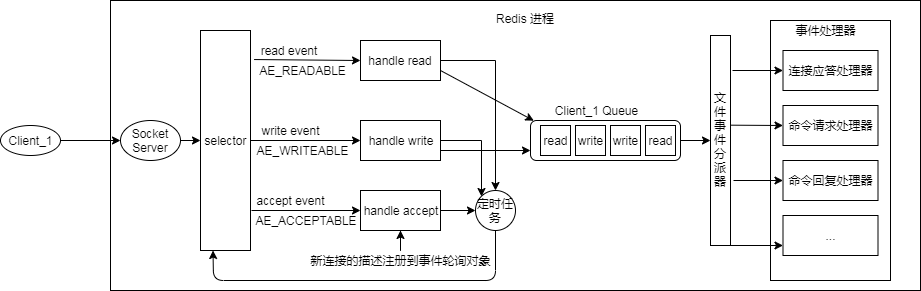 Redis 进程
事件处理器
Client_1
Socket
Server
selector
read event
AE_READABLE
handle read
write event
AE_WRITEABLE
handle write
accept event
AE_ACCEPTABLE
handle accept
新连接的描述注册到事件轮询对象
定时任
务
Client_1 Queue
read
write
write
read
文件事件分派器
连接应答处理器
命令请求处理器
命令回复处理器
...